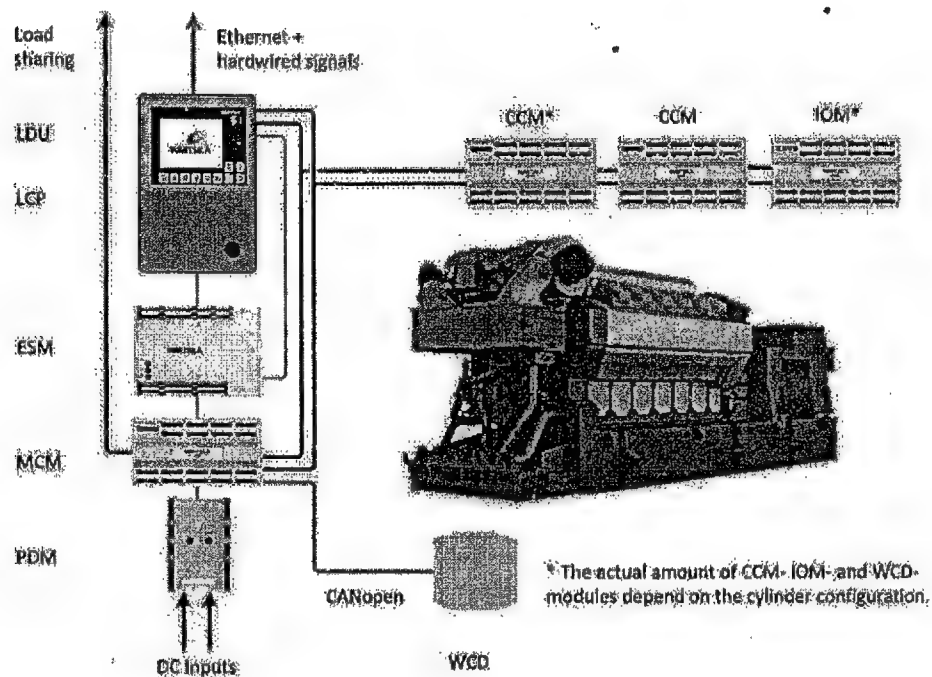 Load
sharing
Ethernet +
hardwired signals
LDU
LCP
CCM*
CCM
IOM*
ESM
MCM
PDM
CANopen
* The actual amount of CCM- IOM- and WCD-
modules depend on the cylinder configuration.
DC inputs
WCD